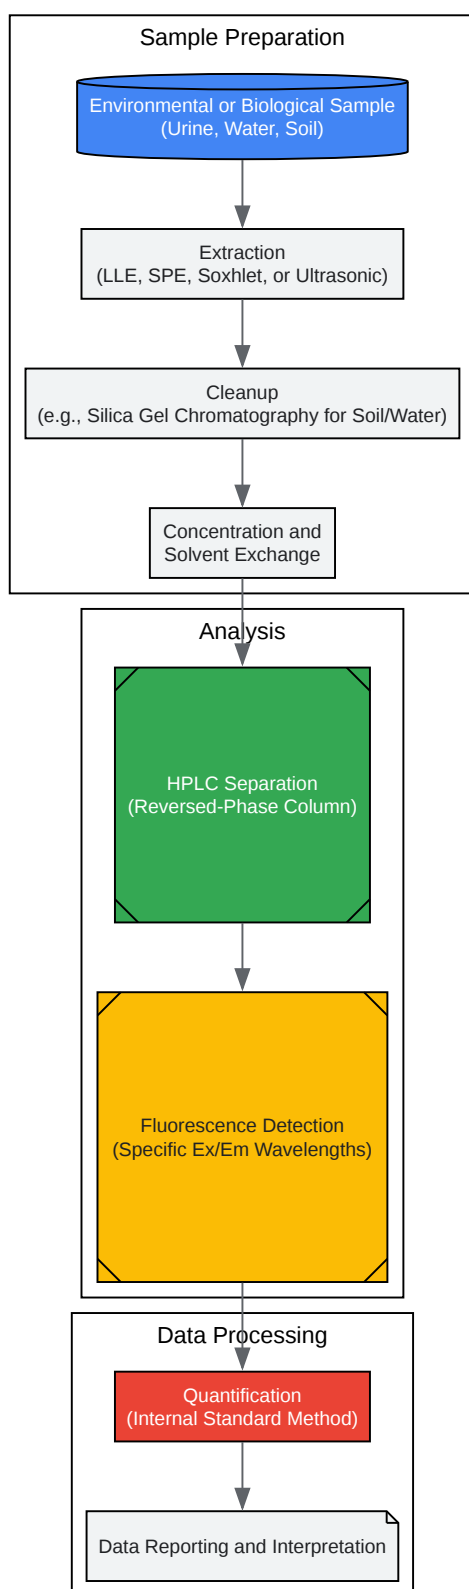 Sample Preparation
Environmental or Biological Sample
(Urine, Water, Soil)
Extraction
(LLE, SPE, Soxhlet, or Ultrasonic)
Cleanup
(e.g., Silica Gel Chromatography for Soil/Water)
Concentration and
Solvent Exchange
Analysis
HPLC Separation
(Reversed-Phase Column)
Fluorescence Detection
(Specific Ex/Em Wavelengths)
Data Processing
Quantification
(Internal Standard Method)
Data Reporting and Interpretation